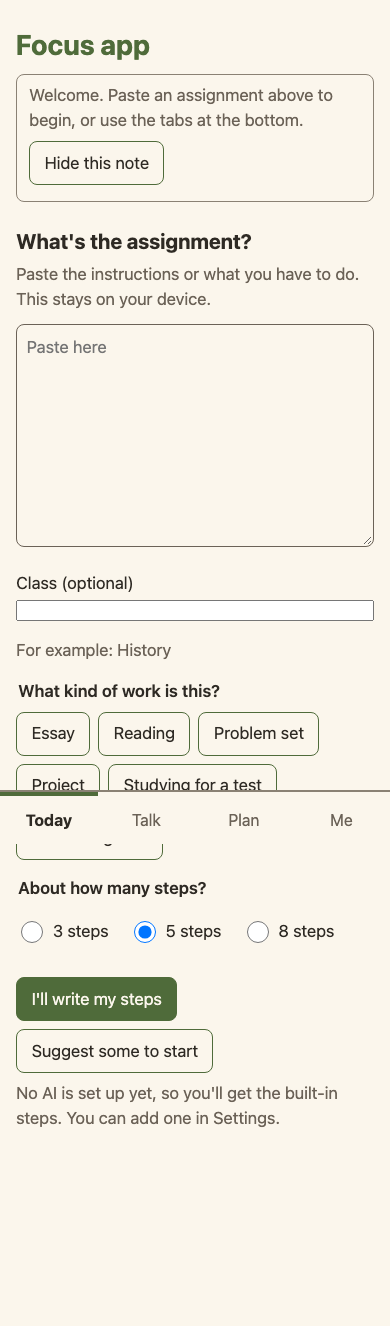 Focus app
Welcome. Paste an assignment above to
begin, or use the tabs at the bottom.
Hide this note
What's the assignment?
Paste the instructions or what you have to do.
This stays on your device.
Paste here
Class (optional)
For example: History
What kind of work is this?
Essay Reading Problem set
Project Studying for a test
Today Talk Plan Me
About how many steps?
3 steps 5 steps 8 steps
I'll write my steps
Suggest some to start
No AI is set up yet, so you'll get the built-in
steps. You can add one in Settings.